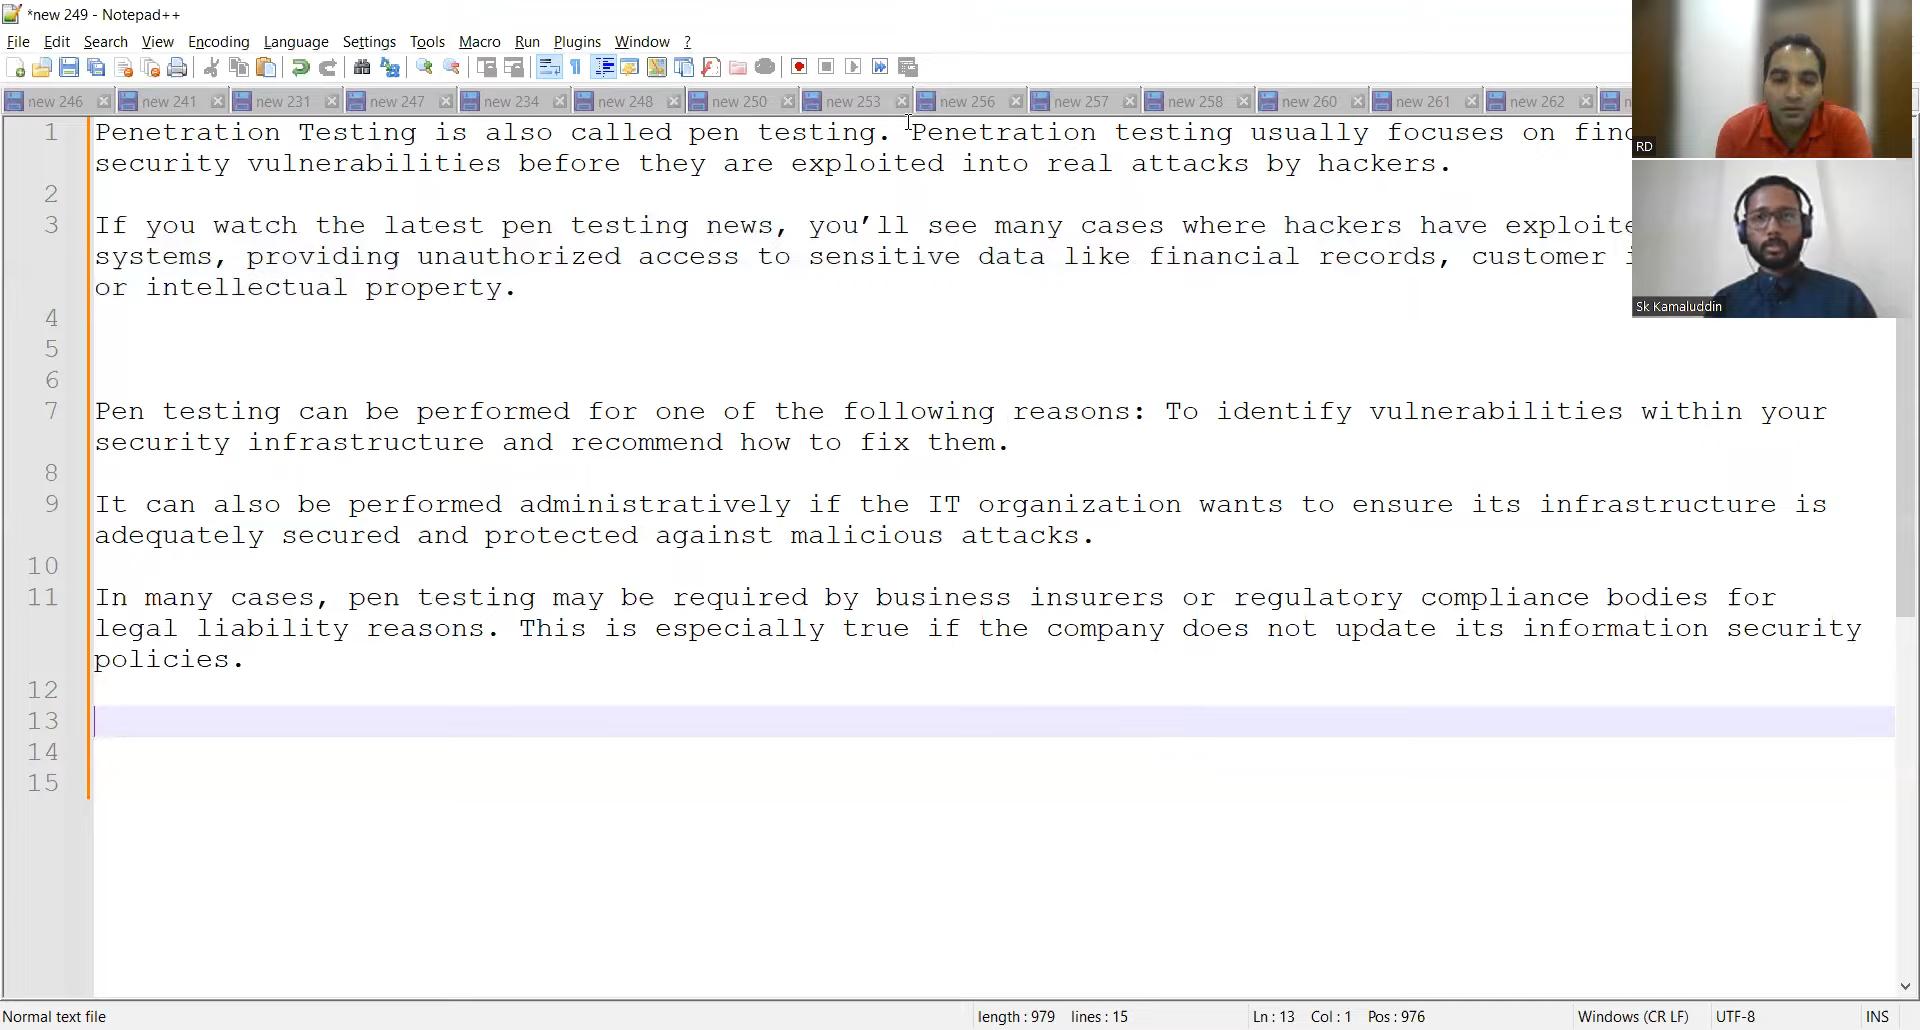 *new 249 - Notepad++
File Edit Search View Encoding Language Settings Tools Macro Run Plugins Window ?
new 246 new 241 new 231 new 247 new 234 new 248 new 250 new 253 new 256 new 257 new 258 new 260 new 261 new 262
1 Penetration Testing is also called pen testing. Penetration testing usually focuses on
security vulnerabilities before they are exploited into real attacks by hackers.
2
3 If you watch the latest pen testing news, you’ll see many cases where hackers have
systems, providing unauthorized access to sensitive data like financial records, customer
or intellectual property.
4
5
6
7 Pen testing can be performed for one of the following reasons: To identify vulnerabilities within your
security infrastructure and recommend how to fix them.
8
9 It can also be performed administratively if the IT organization wants to ensure its infrastructure is
adequately secured and protected against malicious attacks.
10
11 In many cases, pen testing may be required by business insurers or regulatory compliance bodies for
legal liability reasons. This is especially true if the company does not update its information security
policies.
12
13
14
15
RD
Sk Kamaluddin
Normal text file length : 979 lines : 15 Ln : 13 Col : 1 Pos : 976 Windows (CR LF) UTF-8 INS